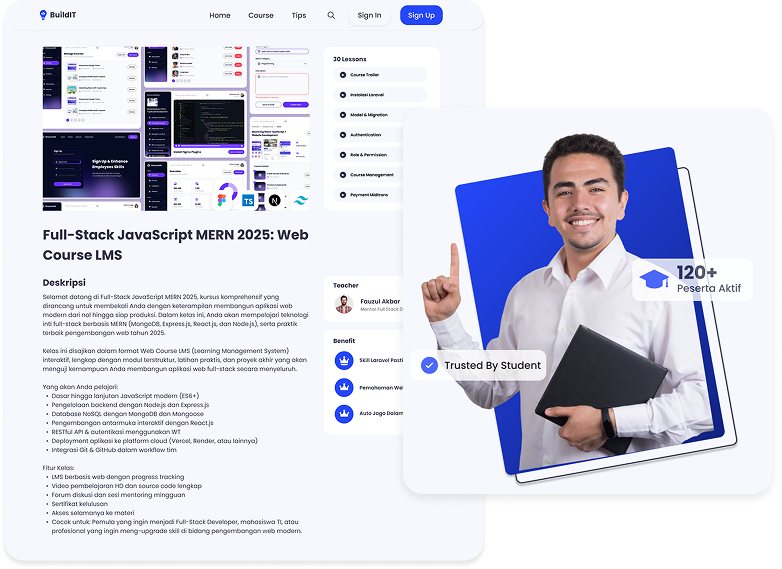 BuildIT
Home
Course
Tips
Sign In
Sign Up
30 Lessons
Course Trailer
Instalasi Laravel
Model & Migration
Authentication
Role & Permission
Course Management
Payment Midtrans
Full-Stack JavaScript MERN 2025: Web
Course LMS
Deskripsi
Selamat datang di Full-Stack JavaScript MERN 2025, kursus komprehensif yang
dirancang untuk membekali Anda dengan keterampilan membangun aplikasi web
modern dari nol hingga siap produksi. Dalam kelas ini, Anda akan mempelajari teknologi
inti full-stack berbasis MERN (MongoDB, Express.js, React.js, dan Node.js), serta praktik
terbaik pengembangan web tahun 2025.
Kelas ini disajikan dalam format Web Course LMS (Learning Management System)
interaktif, lengkap dengan modul terstruktur, latihan praktis, dan proyek akhir yang akan
menguji kemampuan Anda membangun aplikasi web full-stack secara menyeluruh.
Yang akan Anda pelajari:
• Dasar hingga lanjutan JavaScript modern (ES6+)
• Pengelolaan backend dengan Node.js dan Express.js
• Database NoSQL dengan MongoDB dan Mongoose
• Pengembangan antarmuka interaktif dengan React.js
• RESTful API & autentikasi menggunakan WT
• Deployment aplikasi ke platform cloud (Vercel, Render, atau lainnya)
• Integrasi Git & GitHub dalam workflow tim
Fitur Kelas:
• LMS berbasis web dengan progress tracking
• Video pembelajaran HD dan source code lengkap
• Forum diskusi dan sesi mentoring mingguan
• Sertifikat kelulusan
• Akses selamanya ke materi
• Cocok untuk: Pemula yang ingin menjadi Full-Stack Developer, mahasiswa TI, atau
profesional yang ingin meng-upgrade skill di bidang pengembangan web modern.
Teacher
Fauzul Akbar
Mentor Full Stack D
Benefit
Skill Laravel Pasti
Pemahaman We
Auto Jago Dalam
120+
Peserta Aktif
Trusted By Student
Manage Courses
Sign Up & Enhance
Employees Skills
Install Figma Plugins
Overview
TS
N